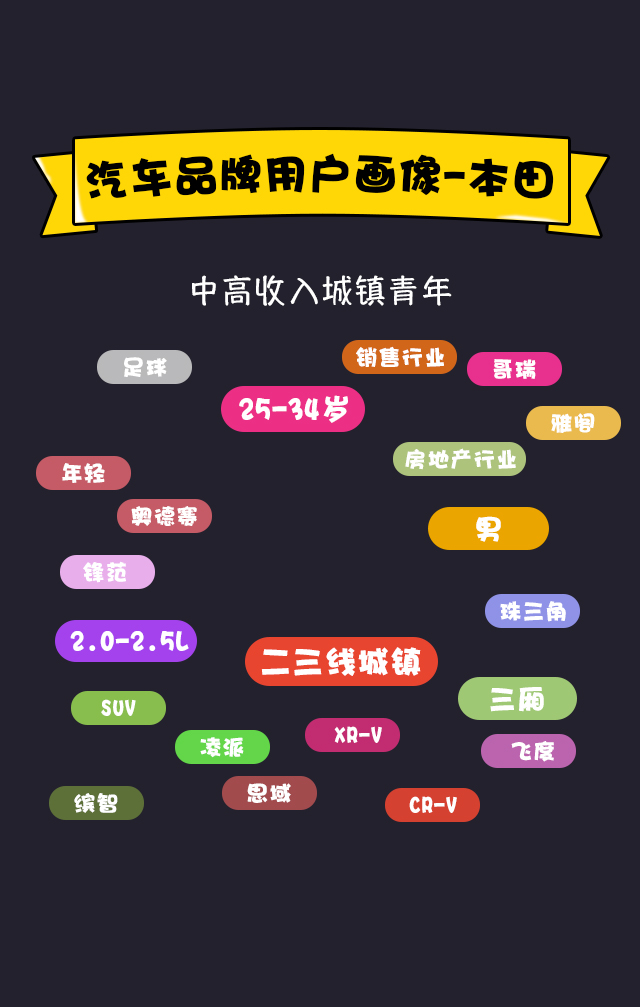 汽车品牌用户画像-本田
中高收入城镇青年
销售行业
足球
哥瑞
25-34岁
雅阁
房地产行业
年轻
奥德赛
男
锋范
珠三角
2.0-2.5L
二三线城镇
三厢
SUV
XR-V
凌派
飞度
思域
缤智
CR-V